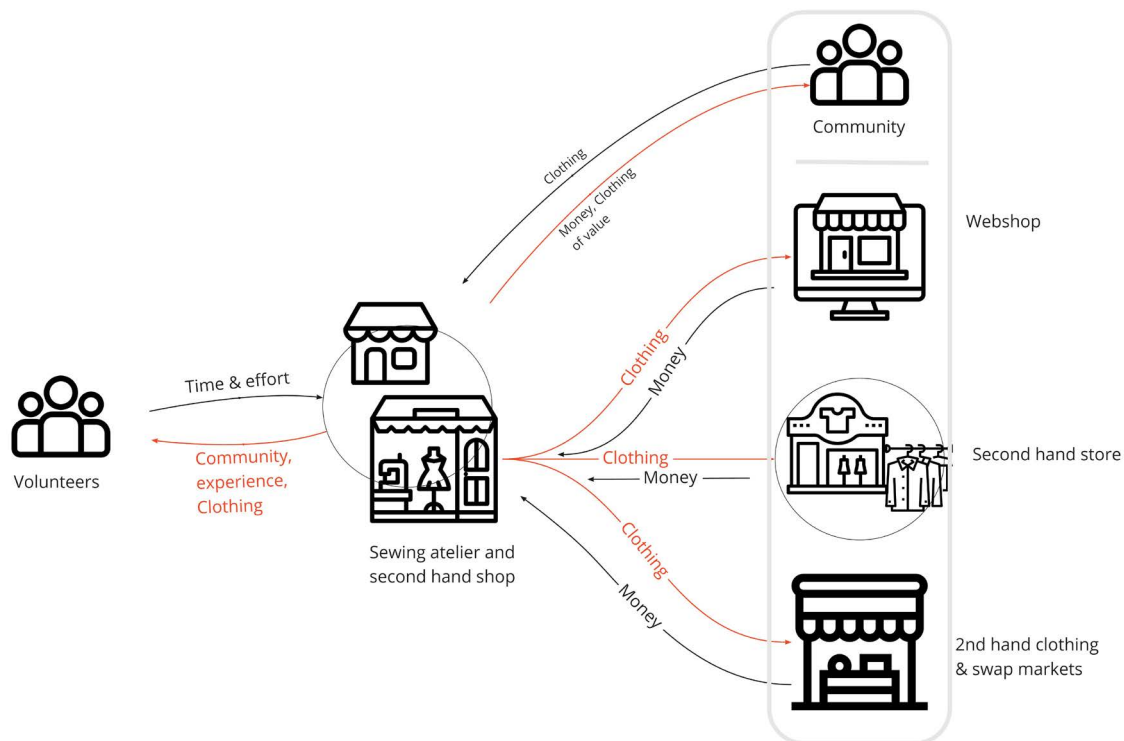 Community
Clothing
Money, Clothing
of value
Webshop
Clothing
Money
Time & effort
Volunteers
Community,
experience,
Clothing
Clothing
Money
Second hand store
Sewing atelier and
second hand shop
Clothing
Money
2nd hand clothing
& swap markets